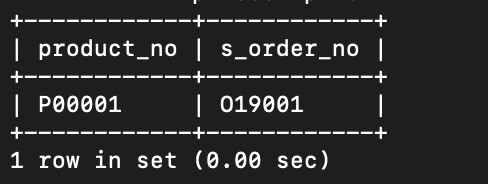 +------------+------------+
| product_no | s_order_no |
+------------+------------+
| P00001     | O19001     |
+------------+------------+
1 row in set (0.00 sec)